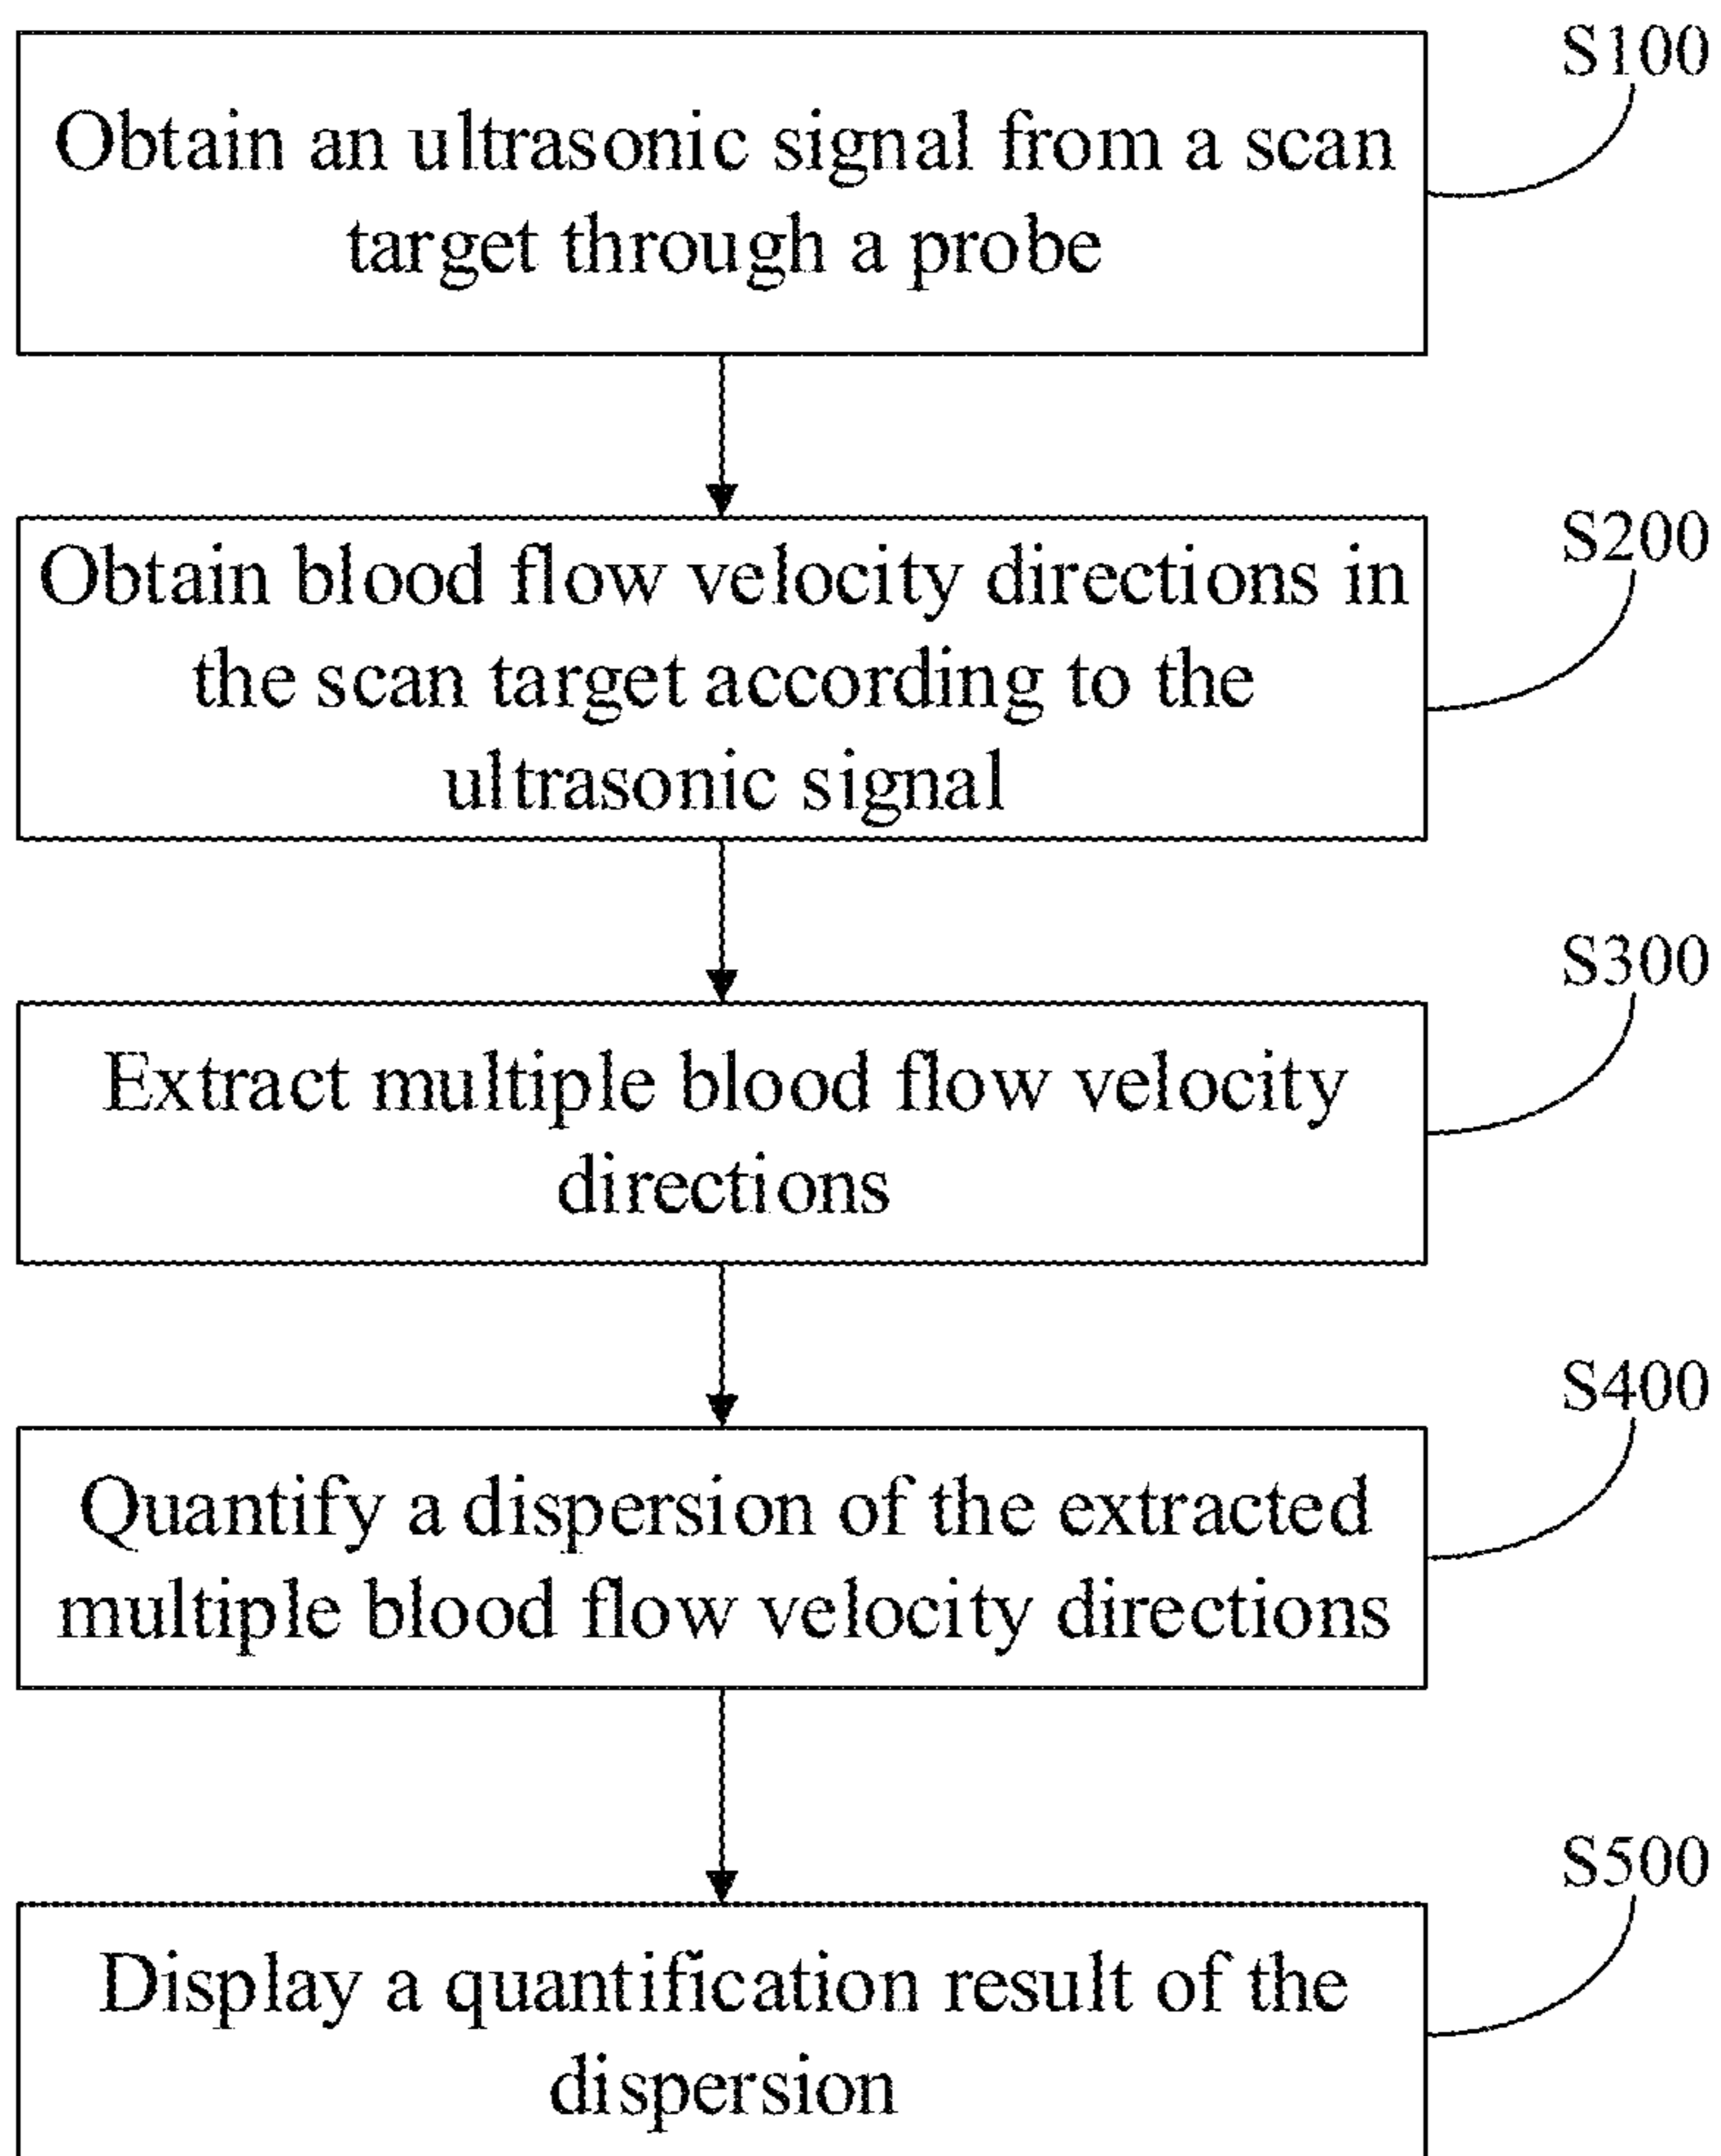 S100
Obtain an ultrasonic signal from a scan
target through a probe
S200
Obtain blood flow velocity directions in
the scan target according to the
ultrasonic signal
S300
Extract multiple blood flow velocity
directions
S400
Quantify a dispersion of the extracted
multiple blood flow velocity directions
S500
Display a quantification result of the
dispersion